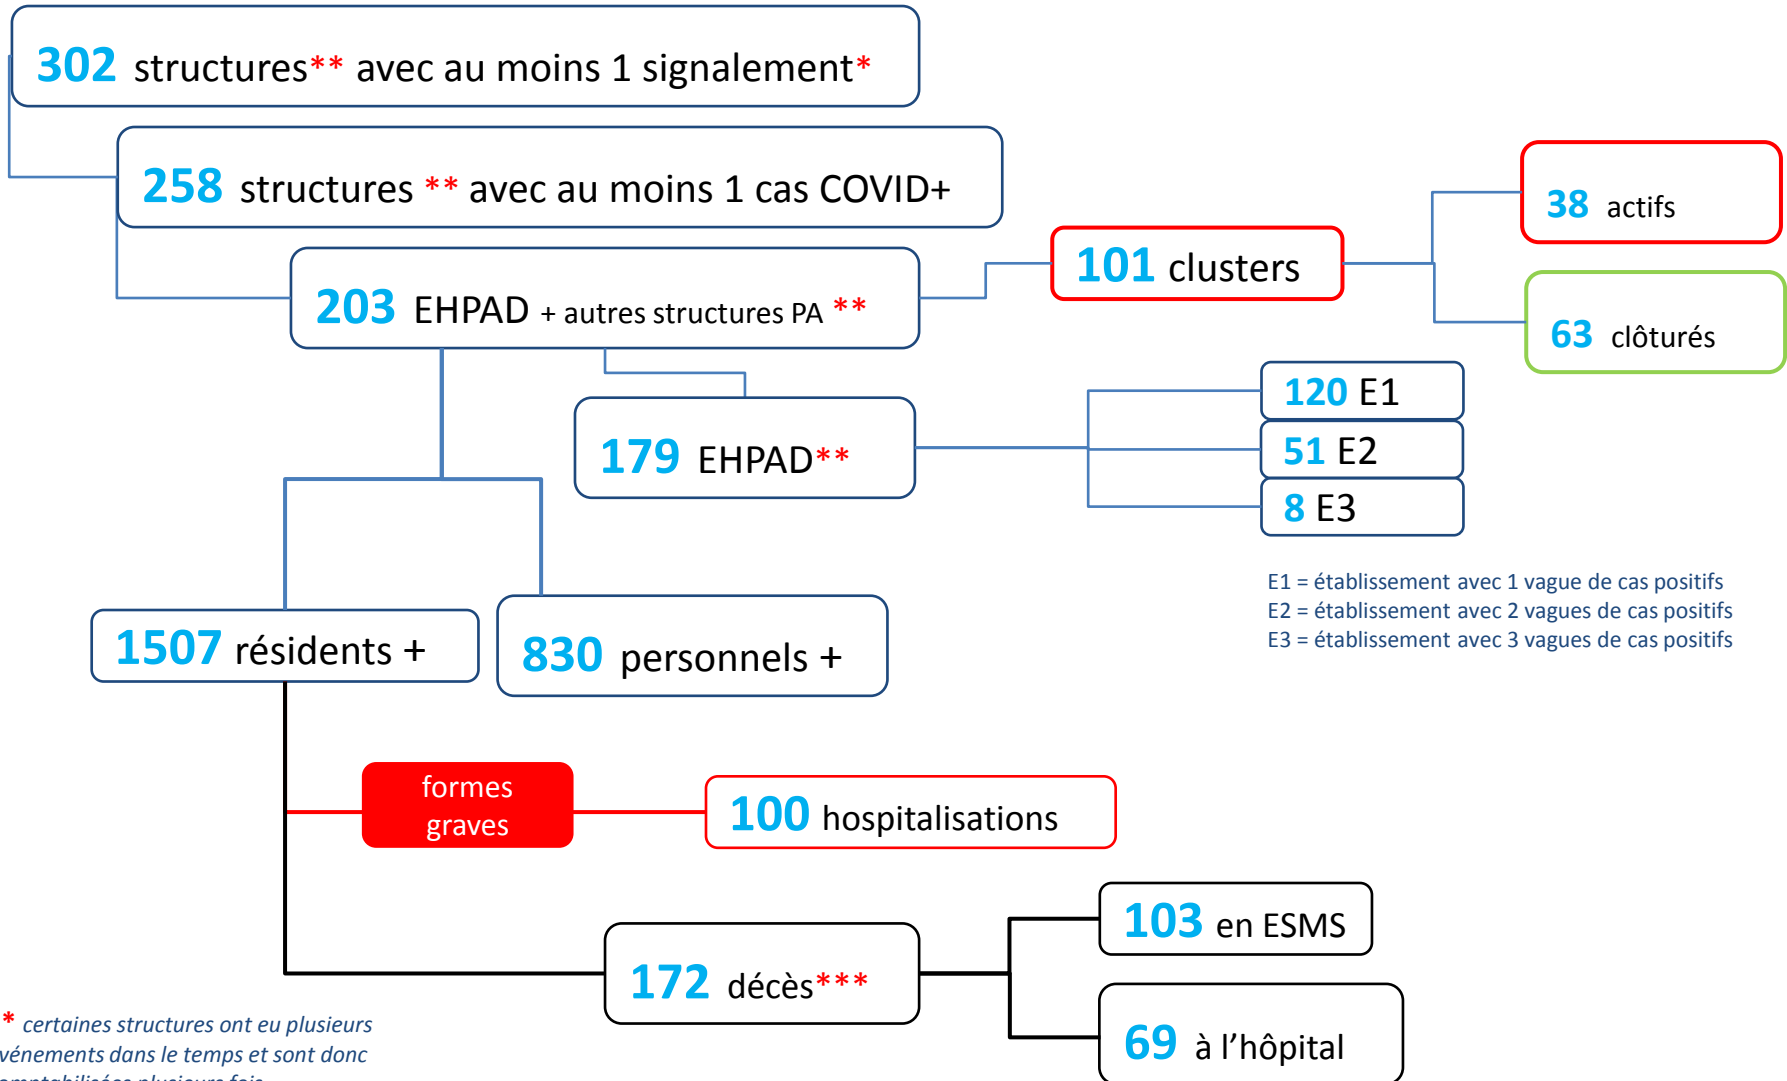 302 structures** avec au moins 1 signalement*
258 structures ** avec au moins 1 cas COVID+
38 actifs
101 clusters
203 EHPAD + autres structures PA **
63 clôturés
120 E1
179 EHPAD**
51 E2
8 E3
E1 = établissement avec 1 vague de cas positifs
E2 = établissement avec 2 vagues de cas positifs
E3 = établissement avec 3 vagues de cas positifs
1507 résidents +
830 personnels +
formes
graves
100 hospitalisations
103 en ESMS
172 décès***
69 à l’hôpital
* certaines structures ont eu plusieurs
vénements dans le temps et sont donc